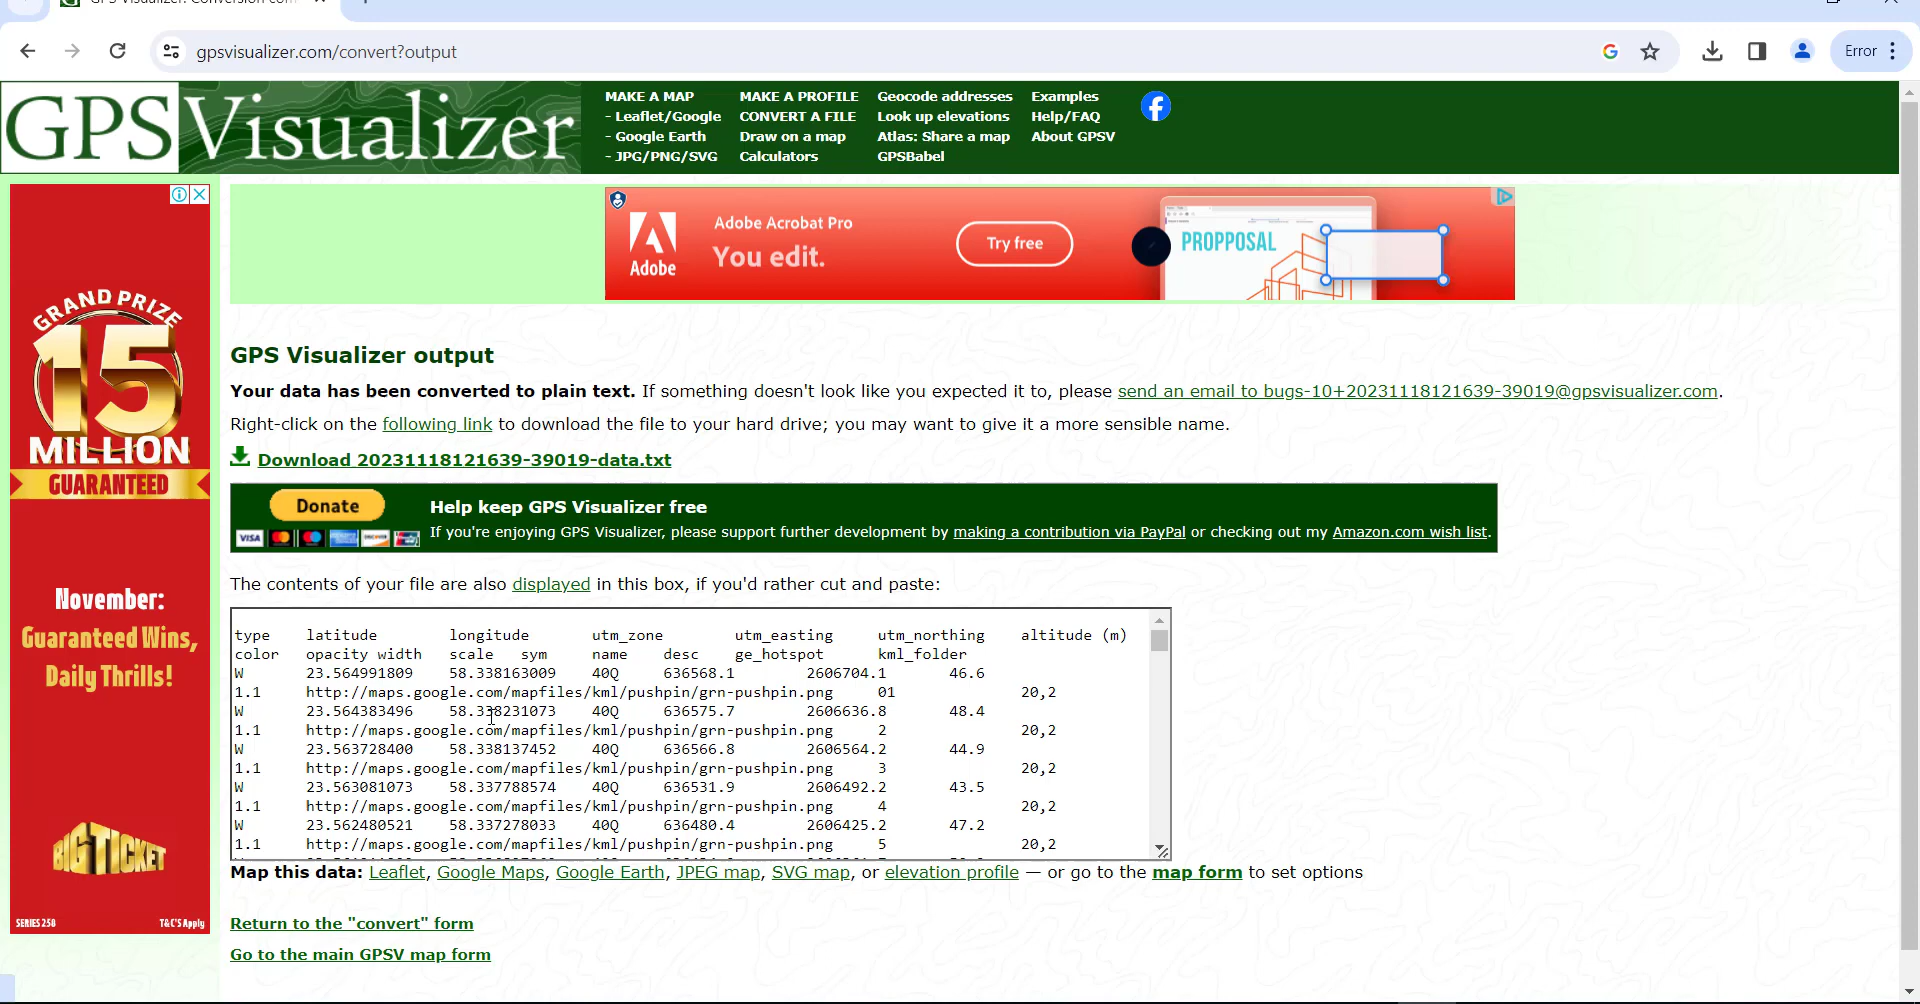 gpsvisualizer.com/convert?output
Error
GPSVisualizer
MAKE A MAP
- Leaflet/Google
- Google Earth
- JPG/PNG/SVG
MAKE A PROFILE
CONVERT A FILE
Draw on a map
Calculators
Geocode addresses
Look up elevations
Atlas: Share a map
GPSBabel
Examples
Help/FAQ
About GPSV
GRAND PRIZE
15
MILLION
GUARANTEED
November:
Guaranteed Wins,
Daily Thrills!
BIG TICKET
SERIES 258
T&C'S Apply
Adobe
Adobe Acrobat Pro
You edit.
Try free
PROPPOSAL
GPS Visualizer output
Your data has been converted to plain text. If something doesn't look like you expected it to, please send an email to bugs-10+20231118121639-39019@gpsvisualizer.com.
Right-click on the following link to download the file to your hard drive; you may want to give it a more sensible name.
Download 20231118121639-39019-data.txt
Donate
VISA
Help keep GPS Visualizer free
If you're enjoying GPS Visualizer, please support further development by making a contribution via PayPal or checking out my Amazon.com wish list.
The contents of your file are also displayed in this box, if you'd rather cut and paste:
type latitude longitude utm_zone utm_easting utm_northing altitude (m)
color opacity width scale sym name desc ge_hotspot kml_folder
W 23.564991809 58.338163009 40Q 636568.1 2606704.1 46.6
1.1 http://maps.google.com/mapfiles/kml/pushpin/grn-pushpin.png 01 20,2
W 23.564383496 58.338231073 40Q 636575.7 2606636.8 48.4
1.1 http://maps.google.com/mapfiles/kml/pushpin/grn-pushpin.png 2 20,2
W 23.563728400 58.338137452 40Q 636566.8 2606564.2 44.9
1.1 http://maps.google.com/mapfiles/kml/pushpin/grn-pushpin.png 3 20,2
W 23.563081073 58.337788574 40Q 636531.9 2606492.2 43.5
1.1 http://maps.google.com/mapfiles/kml/pushpin/grn-pushpin.png 4 20,2
W 23.562480521 58.337278033 40Q 636480.4 2606425.2 47.2
1.1 http://maps.google.com/mapfiles/kml/pushpin/grn-pushpin.png 5 20,2
Map this data: Leaflet, Google Maps, Google Earth, JPEG map, SVG map, or elevation profile — or go to the map form to set options
Return to the "convert" form
Go to the main GPSV map form